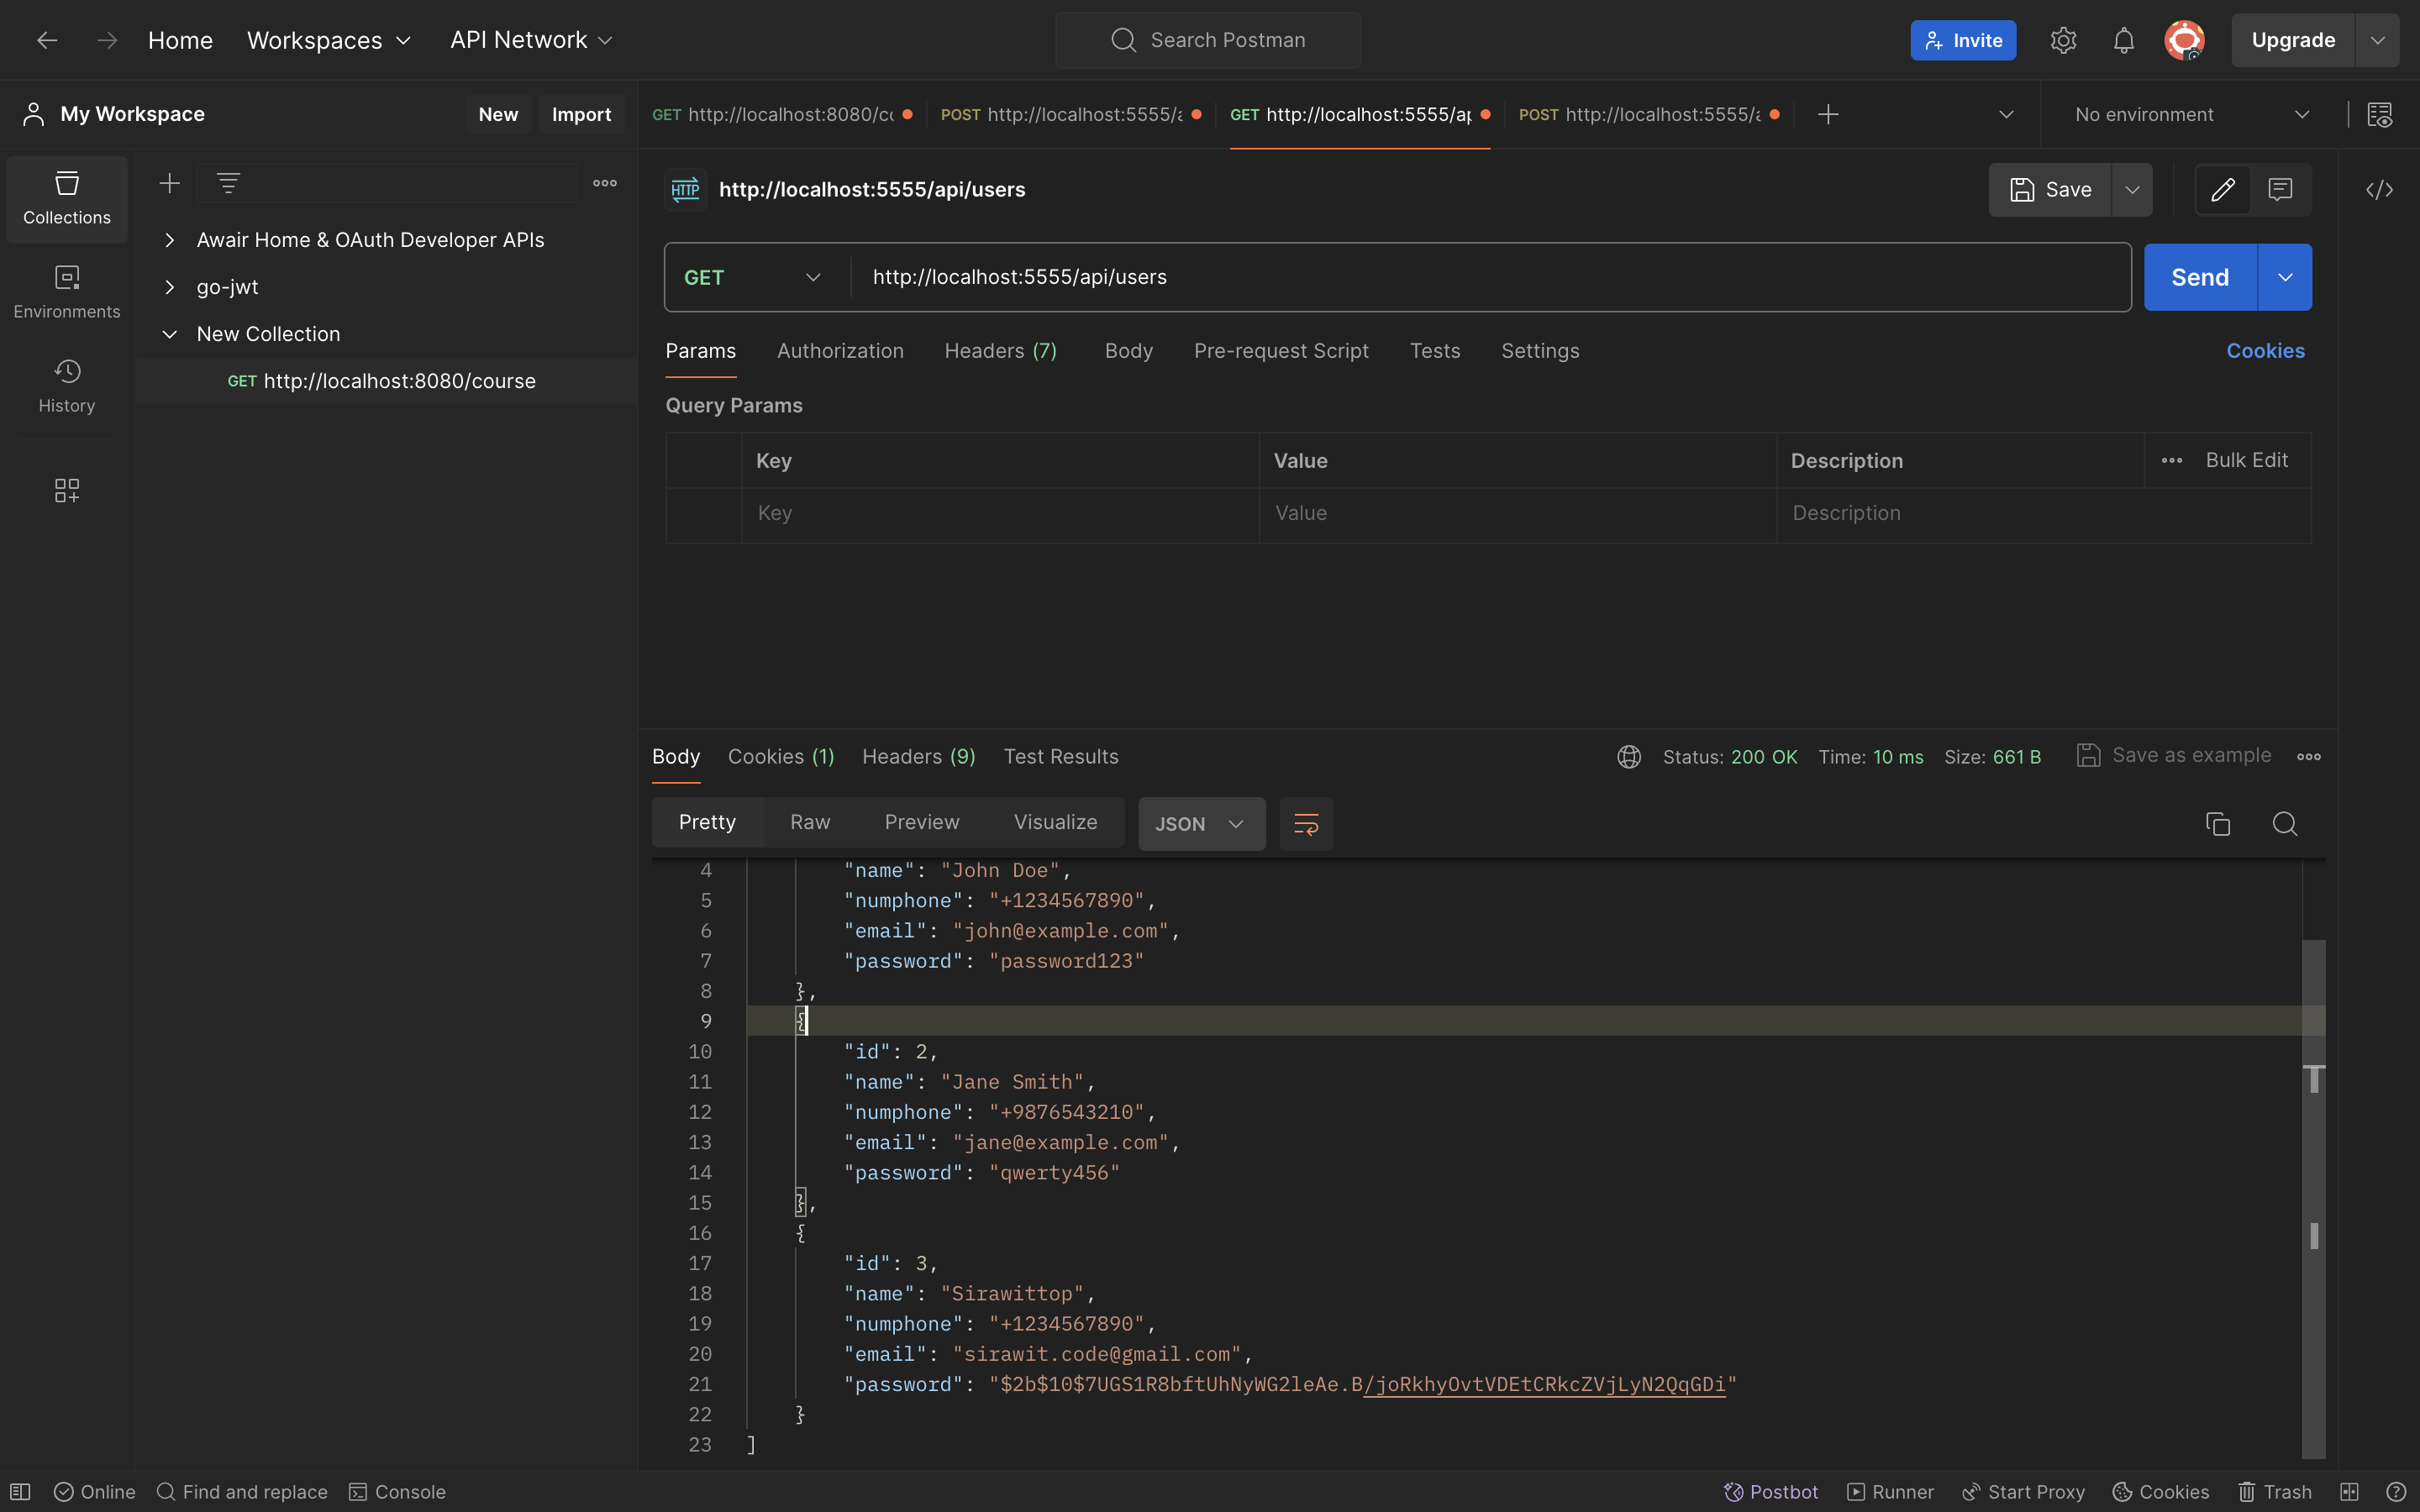 Home Workspaces API Network Search Postman Invite Upgrade
My Workspace New Import
GET http://localhost:8080/cc POST http://localhost:5555/a GET http://localhost:5555/ap POST http://localhost:5555/a No environment
Collections
Environments
History
Awair Home & OAuth Developer APIs
go-jwt
New Collection
GET http://localhost:8080/course
HTTP http://localhost:5555/api/users Save
GET http://localhost:5555/api/users Send
Params Authorization Headers (7) Body Pre-request Script Tests Settings Cookies
Query Params
Key Value Description Bulk Edit
Key Value Description
Body Cookies (1) Headers (9) Test Results Status: 200 OK Time: 10 ms Size: 661 B Save as example
Pretty Raw Preview Visualize JSON
4 "name": "John Doe",
5 "numphone": "+1234567890",
6 "email": "john@example.com",
7 "password": "password123"
8 },
9 {
10 "id": 2,
11 "name": "Jane Smith",
12 "numphone": "+9876543210",
13 "email": "jane@example.com",
14 "password": "qwerty456"
15 },
16 {
17 "id": 3,
18 "name": "Sirawittop",
19 "numphone": "+1234567890",
20 "email": "sirawit.code@gmail.com",
21 "password": "$2b$10$7UGS1R8bftUhNyWG2leAe.B/joRkhyOvtVDEtCRkcZVjLyN2QqGDi"
22 }
23 ]
Online Find and replace Console Postbot Runner Start Proxy Cookies Trash